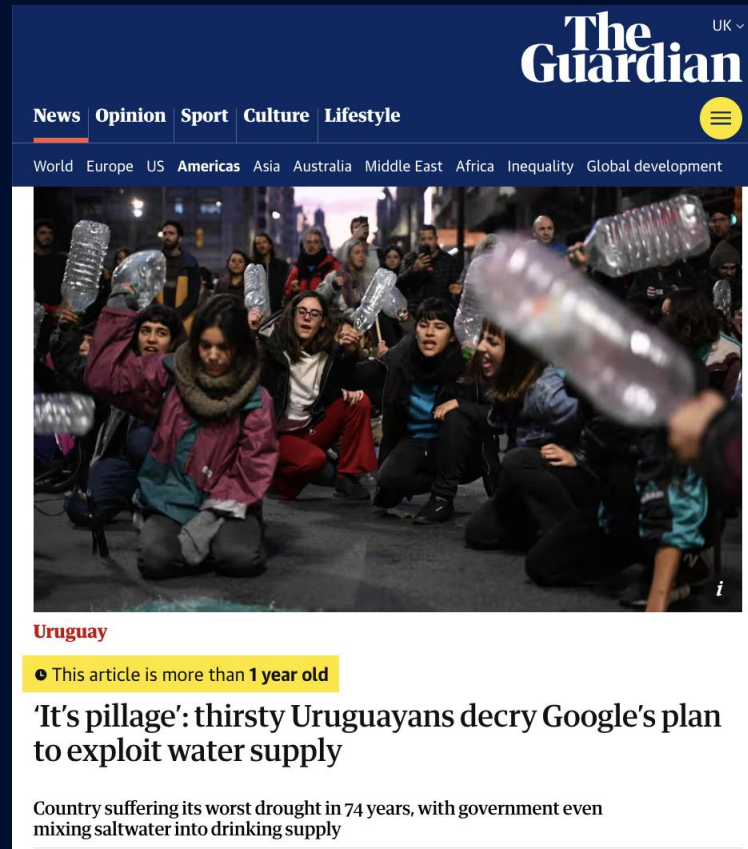 The
Guardian
UK
News Opinion Sport Culture Lifestyle
World Europe US Americas Asia Australia Middle East Africa Inequality Global development
i
Uruguay
This article is more than 1 year old
‘It’s pillage’: thirsty Uruguayans decry Google’s plan
to exploit water supply
Country suffering its worst drought in 74 years, with government even
mixing saltwater into drinking supply